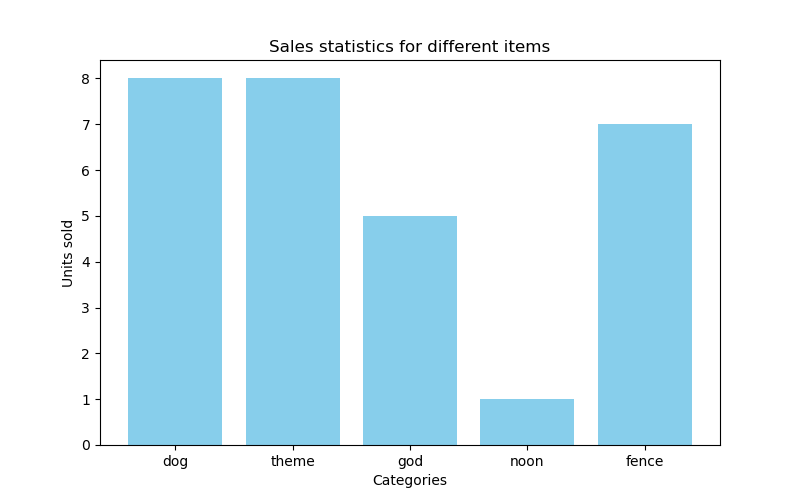 Sales statistics for different items
8
7
6
5
4
3
2
1
0
Units sold
dog theme god noon fence
Categories